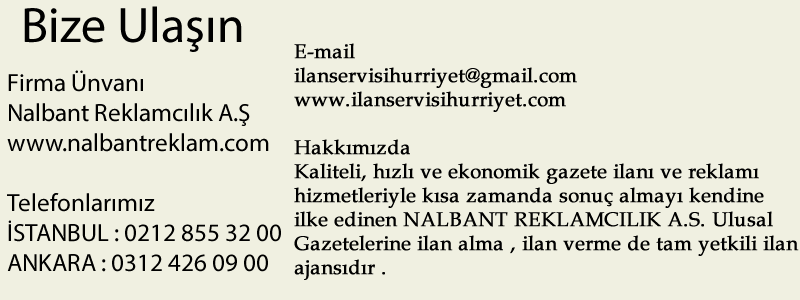 Bize Ulaşın
Firma Ünvanı
Nalbant Reklamcılık A.Ş
www.nalbantreklam.com
Telefonlarımız
İSTANBUL : 0212 855 32 00
ANKARA : 0312 426 09 00
E-mail
ilanservisihurriyet@gmail.com
www.ilanservisihurriyet.com
Hakkımızda
Kaliteli, hızlı ve ekonomik gazete ilanı ve reklamı
hizmetleriyle kısa zamanda sonuç almayı kendine
ilke edinen NALBANT REKLAMCILIK A.S. Ulusal
Gazetelerine ilan alma , ilan verme de tam yetkili ilan
ajansıdır .